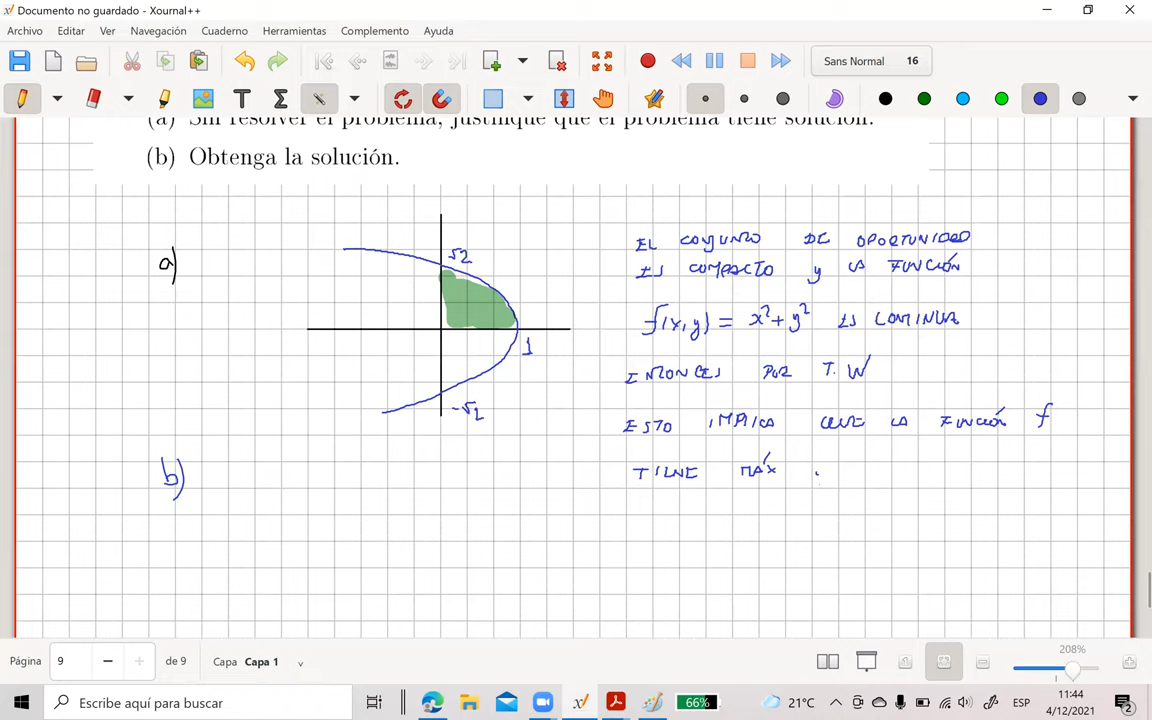 Documento no guardado - Xournal++
Archivo Editar Ver Navegación Cuaderno Herramientas Complemento Ayuda
Sans Normal 16
(a) Sin resolver el problema, justifique que el problema tiene solución.
(b) Obtenga la solución.
a)
√2
1
-√2
EL CONJUNTO DE OPORTUNIDAD
ES COMPACTO y LA FUNCIÓN
f(x,y) = x²+y² ES CONTINUA
ENTONCES POR T.W
ESTO IMPLICA QUE LA FUNCIÓN f
TIENE MÁX
b)
Página 9 de 9 Capa Capa 1
208%
Escribe aquí para buscar
66%
21°C
ESP
11:44
4/12/2021
2